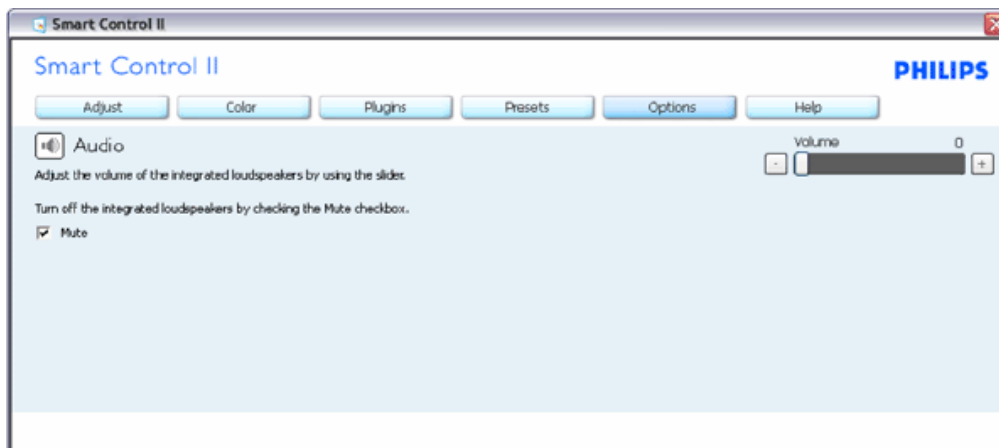 Smart Control II
Smart Control II
PHILIPS
Adjust Color Plugins Presets Options Help
Audio
Volume 0
- +
Adjust the volume of the integrated loudspeakers by using the slider.
Turn off the integrated loudspeakers by checking the Mute checkbox.
Mute